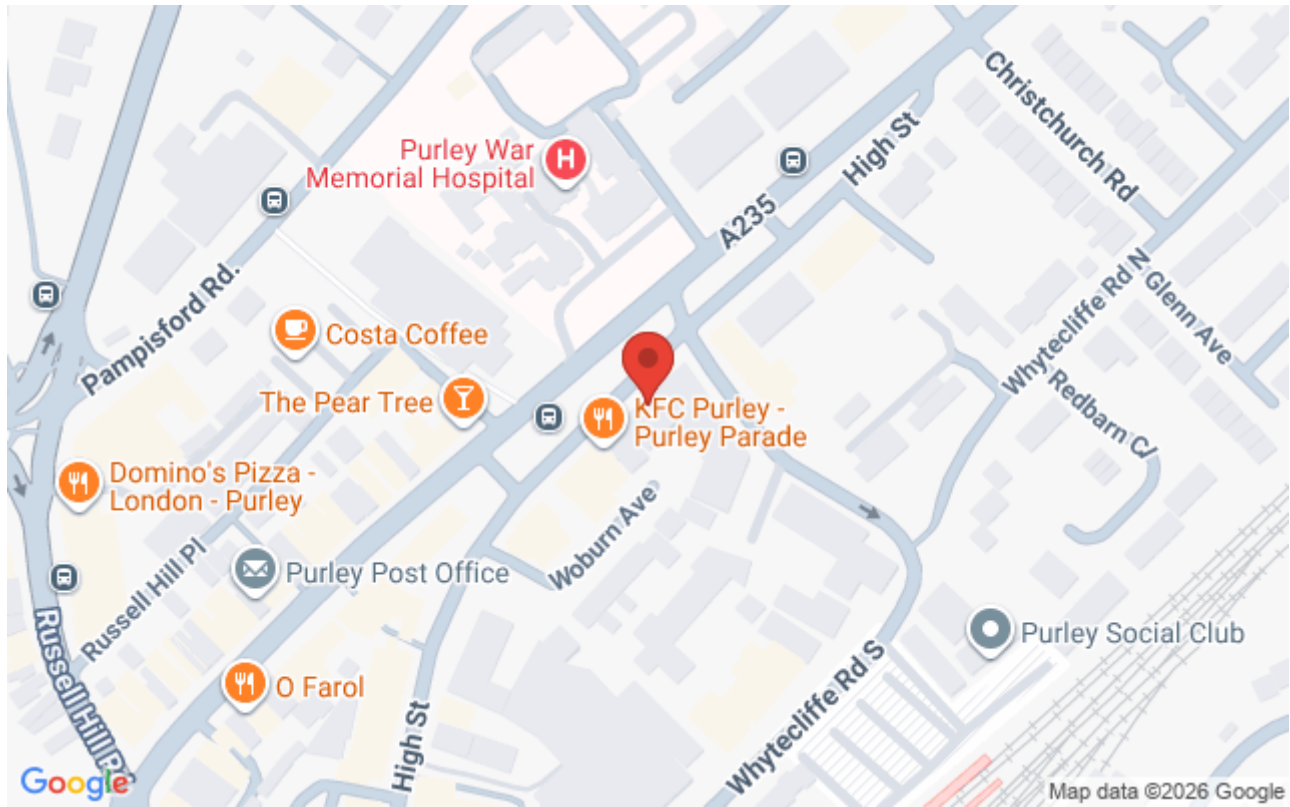 Christchurch Rd
Purley War
Memorial Hospital
H
High St
A235
Whytecliffe Rd N
Glenn Ave
Pampisford Rd.
Costa Coffee
Redbarn Cl
The Pear Tree
KFC Purley -
Purley Parade
Domino's Pizza -
London - Purley
Woburn Ave
Purley Post Office
Russell Hill Pl
Purley Social Club
Whytecliffe Rd S
O Farol
High St
Google
Map data ©2026 Google